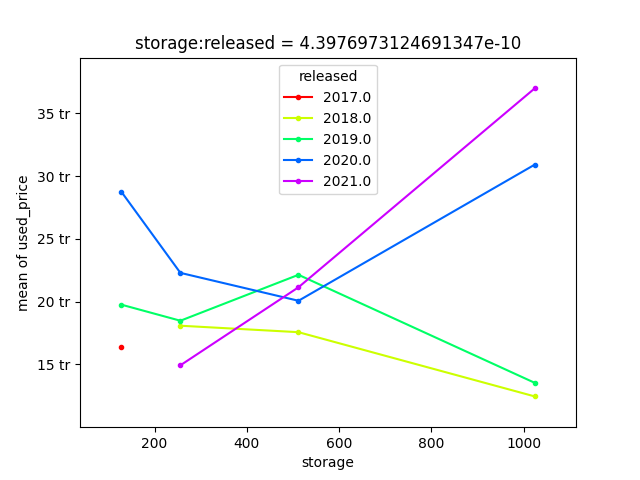 storage:released = 4.3976973124691347e-10
released
2017.0
2018.0
2019.0
2020.0
2021.0
35 tr
30 tr
25 tr
20 tr
15 tr
mean of used_price
200
400
600
800
1000
storage